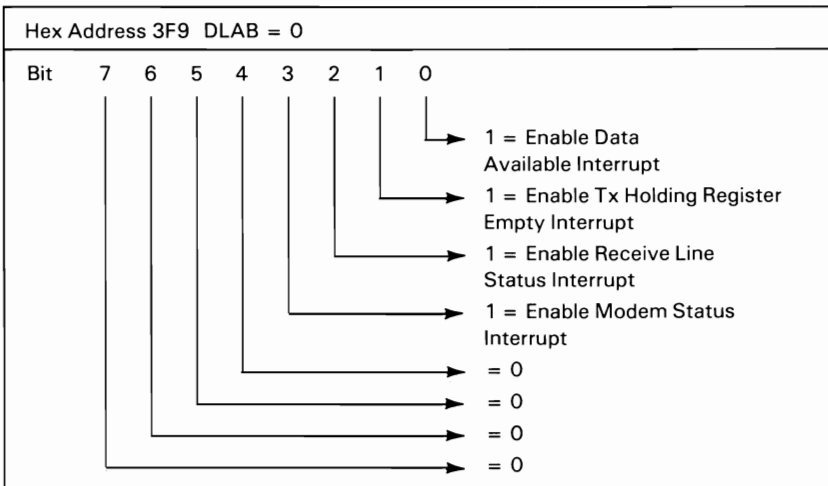 Hex Address 3F9 DLAB = 0
Bit 7 6 5 4 3 2 1 0
1 = Enable Data
Available Interrupt
1 = Enable Tx Holding Register
Empty Interrupt
1 = Enable Receive Line
Status Interrupt
1 = Enable Modem Status
Interrupt
= 0
= 0
= 0
= 0